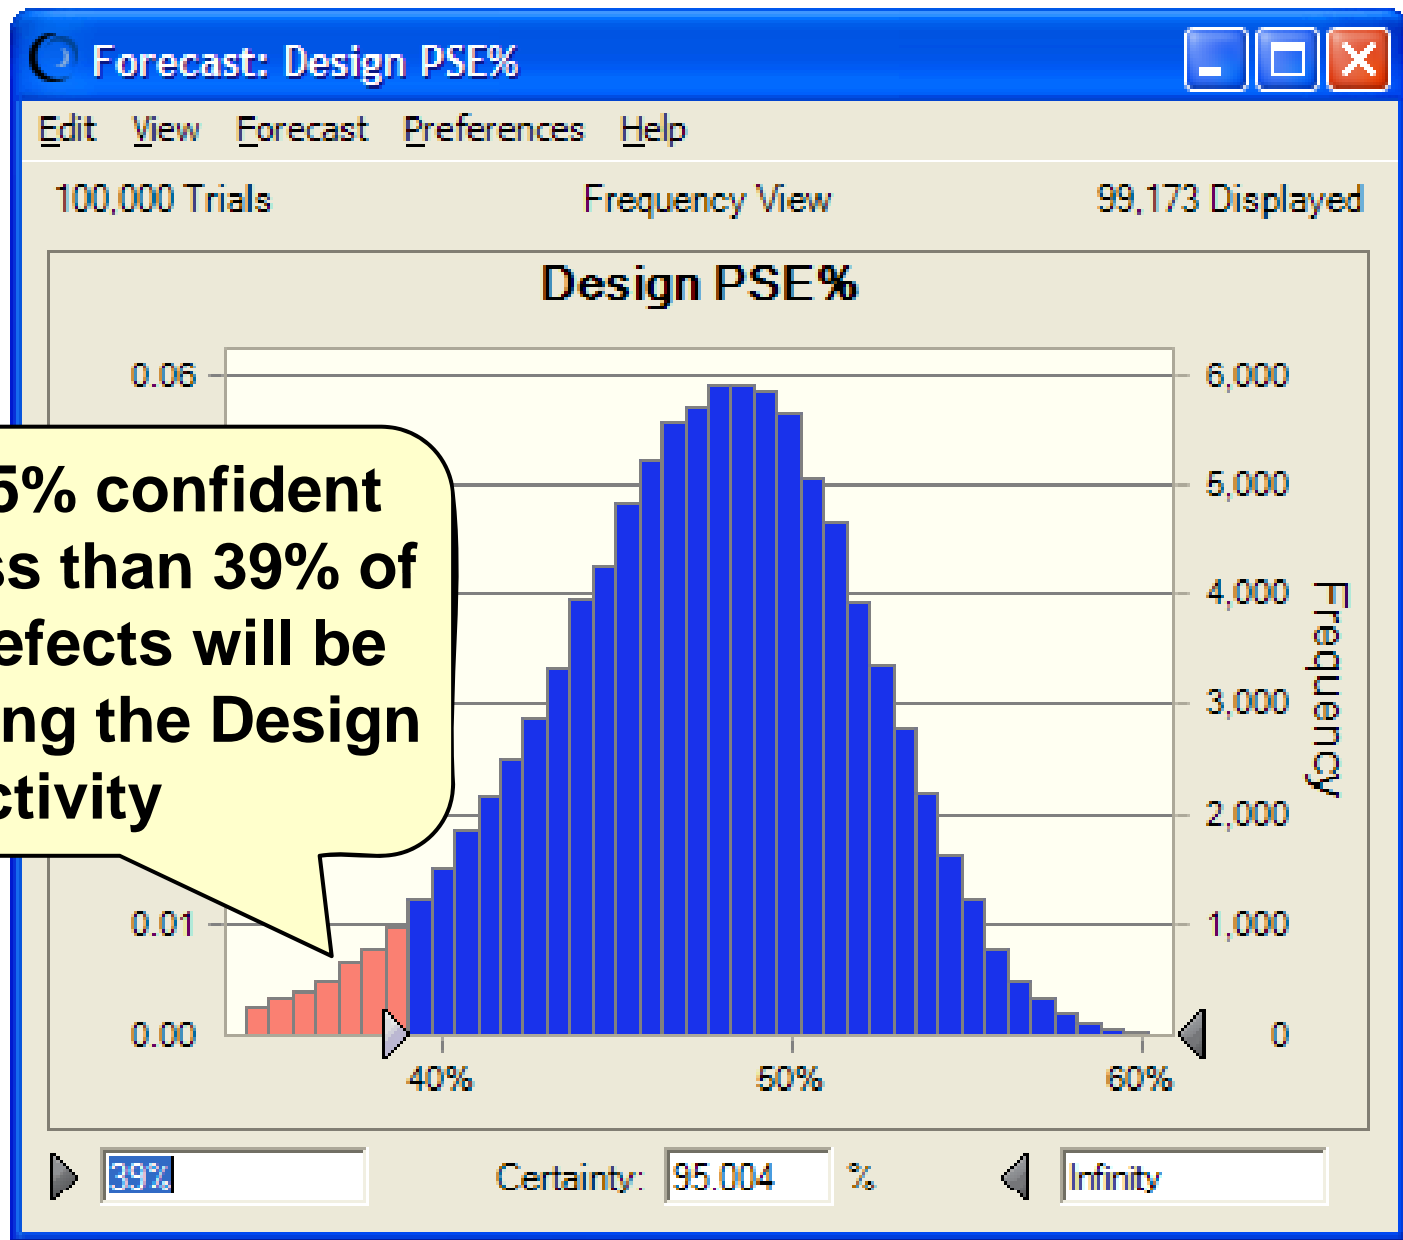 Forecast: Design PSE%
Edit View Forecast Preferences Help
100,000 Trials Frequency View 99,173 Displayed
Design PSE%
0.06 6,000
5% confident
5,000
ss than 39% of
4,000
efects will be
ng the Design
3,000
ctivity
2,000
Frequency
0.01 1,000
0.00 0
40% 50% 60%
39% Certainty: 95.004 % Infinity